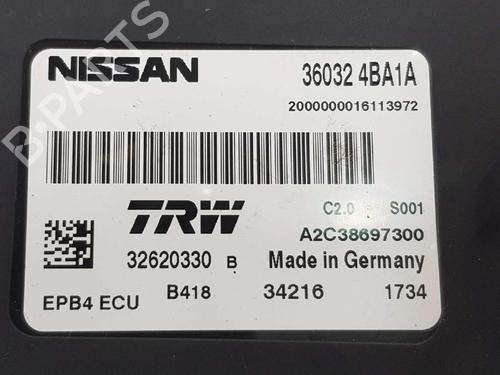 NISSAN 36032 4BA1A
2000000016113972
TRW C2.0 S001
A2C38697300
32620330 B Made in Germany
EPB4 ECU B418 34216 1734
B-PARTS